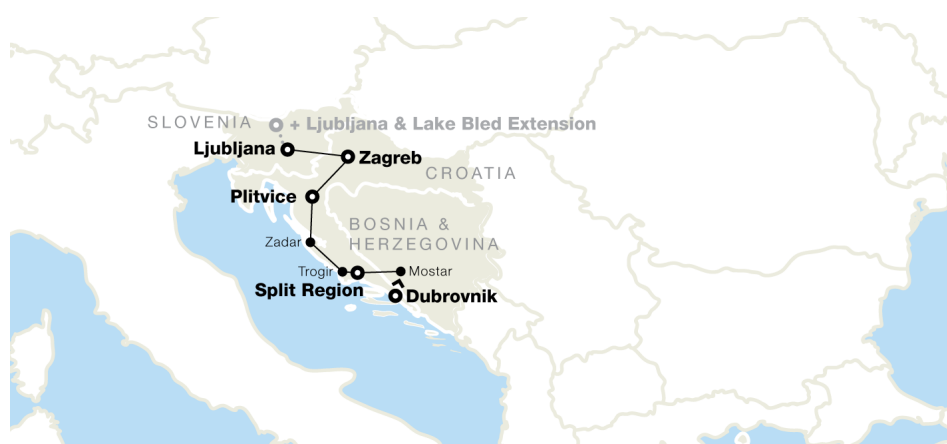 SLOVENIA
+ Ljubljana & Lake Bled Extension
Ljubljana
Zagreb
CROATIA
Plitvice
BOSNIA &
HERZEGOVINA
Zadar
Trogir
Mostar
Split Region
Dubrovnik